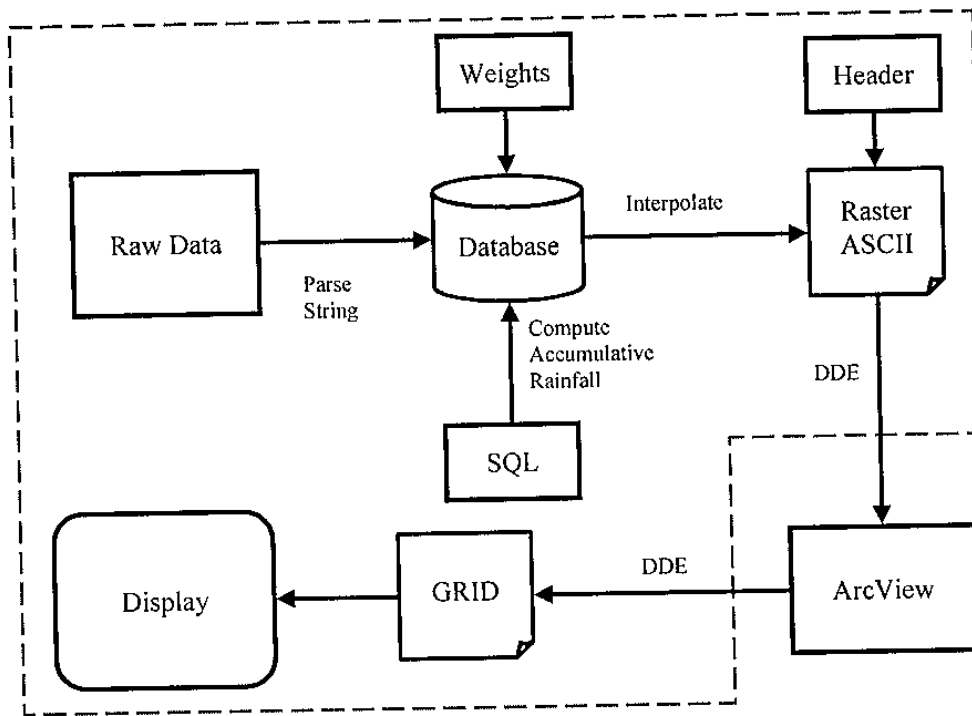 Weights
Header
Raw Data
Parse
String
Database
Interpolate
Raster
ASCII
Compute
Accumulative
Rainfall
DDE
SQL
Display
GRID
DDE
ArcView